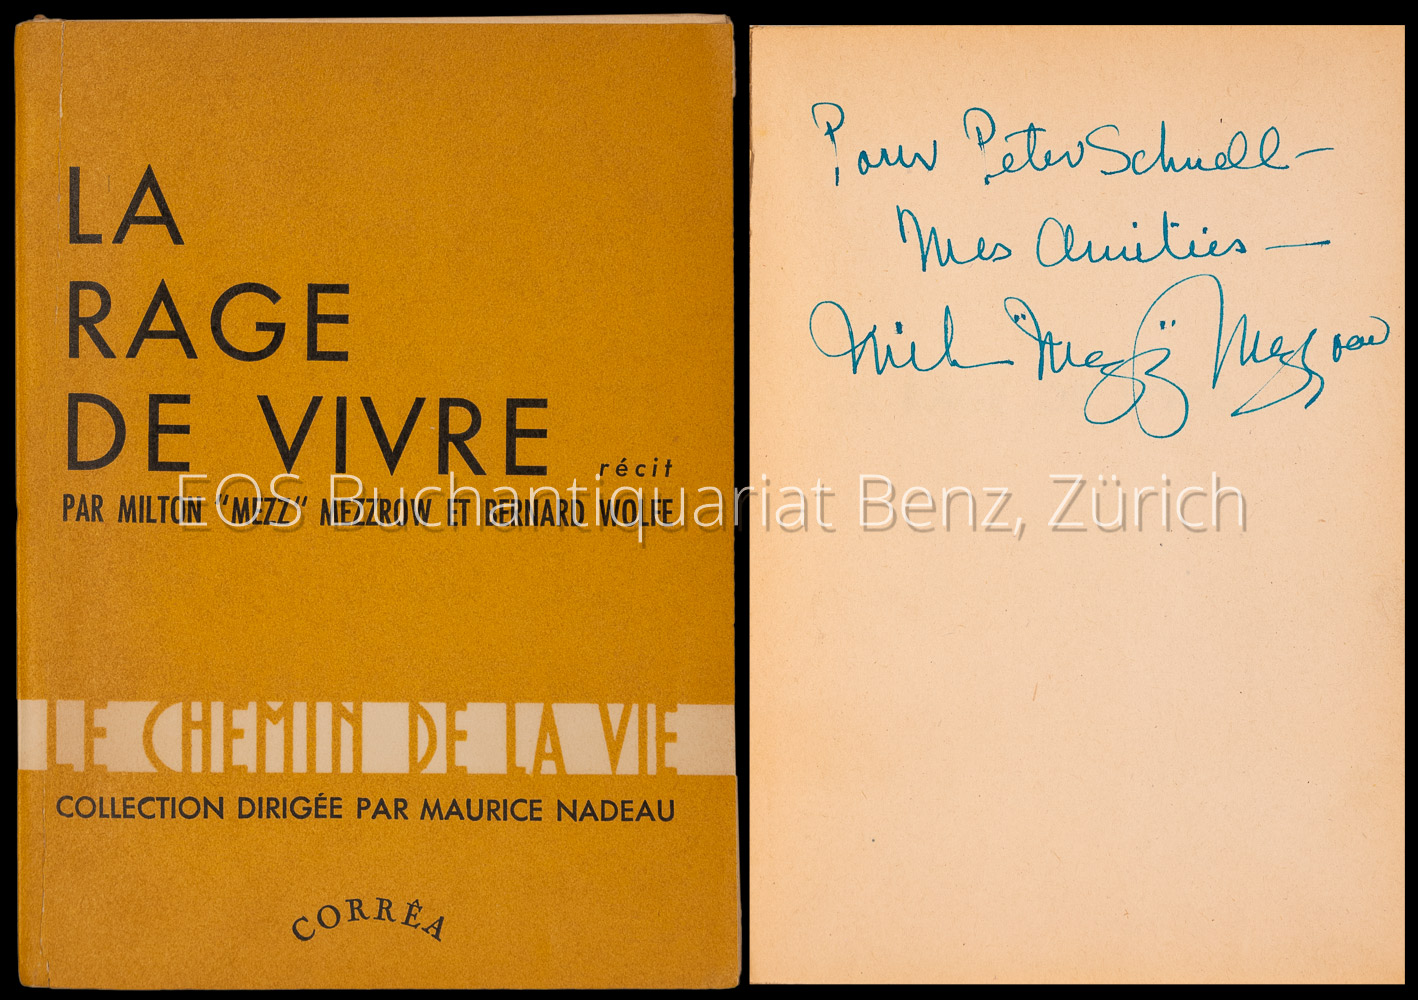 LA
RAGE
DE VIVRE
récit
PAR MILTON "MEZZ" MEZZROW ET BERNARD WOLFE
LE CHEMIN DE LA VIE
COLLECTION DIRIGÉE PAR MAURICE NADEAU
CORRÊA
Pour Peter Schnell –
Mes Amitiés —
Milton "Mezz" Mezzrow
EOS Buchantiquariat Benz, Zürich